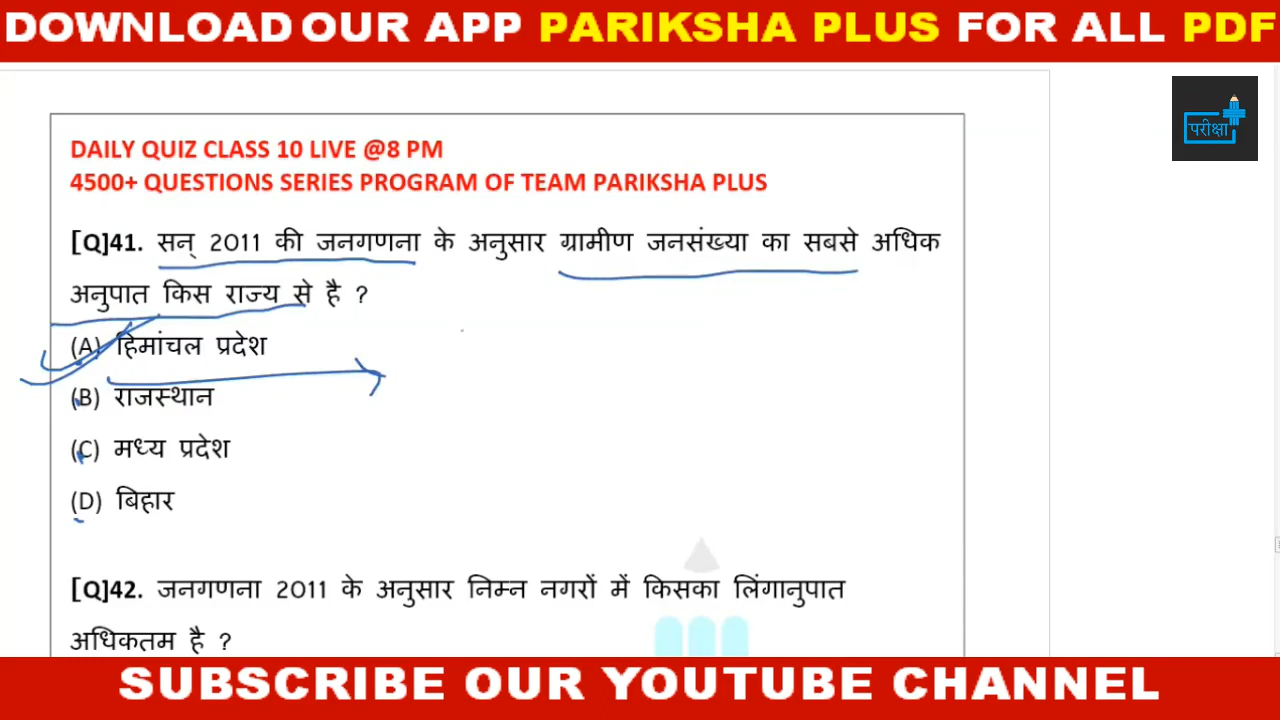 DOWNLOAD OUR APP PARIKSHA PLUS FOR ALL PDF
परीक्षा
DAILY QUIZ CLASS 10 LIVE @8 PM
4500+ QUESTIONS SERIES PROGRAM OF TEAM PARIKSHA PLUS
[Q]41. सन् 2011 की जनगणना के अनुसार ग्रामीण जनसंख्या का सबसे अधिक
अनुपात किस राज्य से है ?
(A) हिमांचल प्रदेश
(B) राजस्थान
(C) मध्य प्रदेश
(D) बिहार
[Q]42. जनगणना 2011 के अनुसार निम्न नगरों में किसका लिंगानुपात
अधिकतम है ?
SUBSCRIBE OUR YOUTUBE CHANNEL